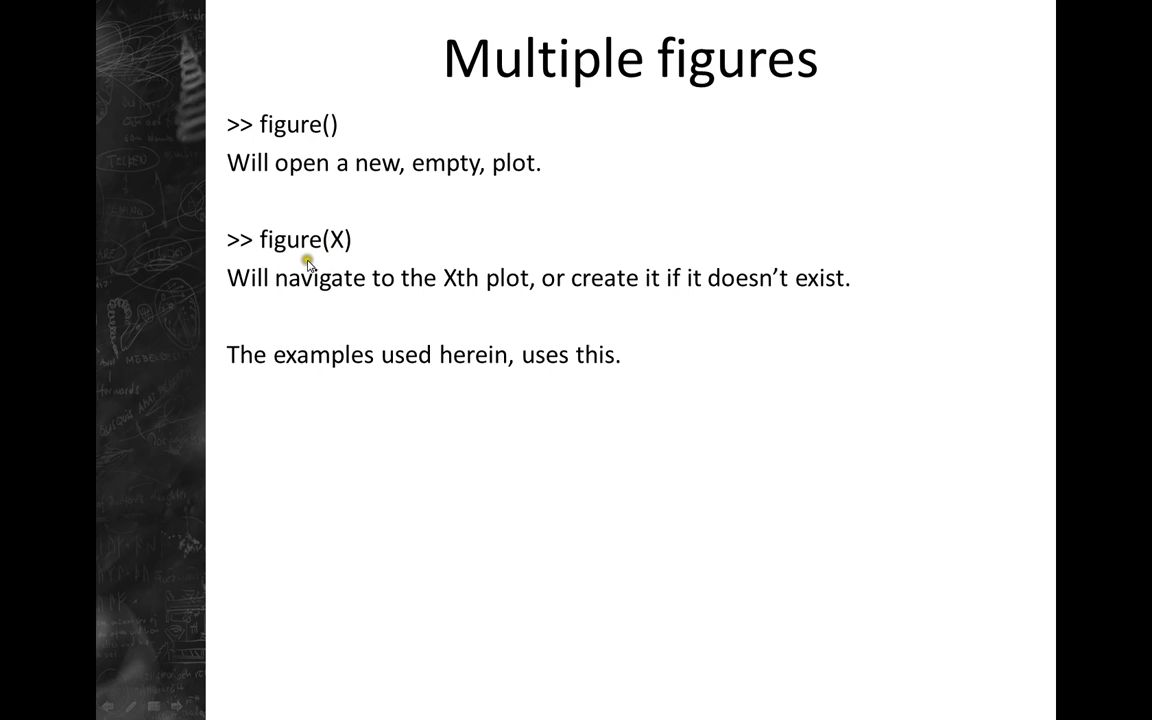 Multiple figures
>> figure()
Will open a new, empty, plot.
>> figure(X)
Will navigate to the Xth plot, or create it if it doesn’t exist.
The examples used herein, uses this.